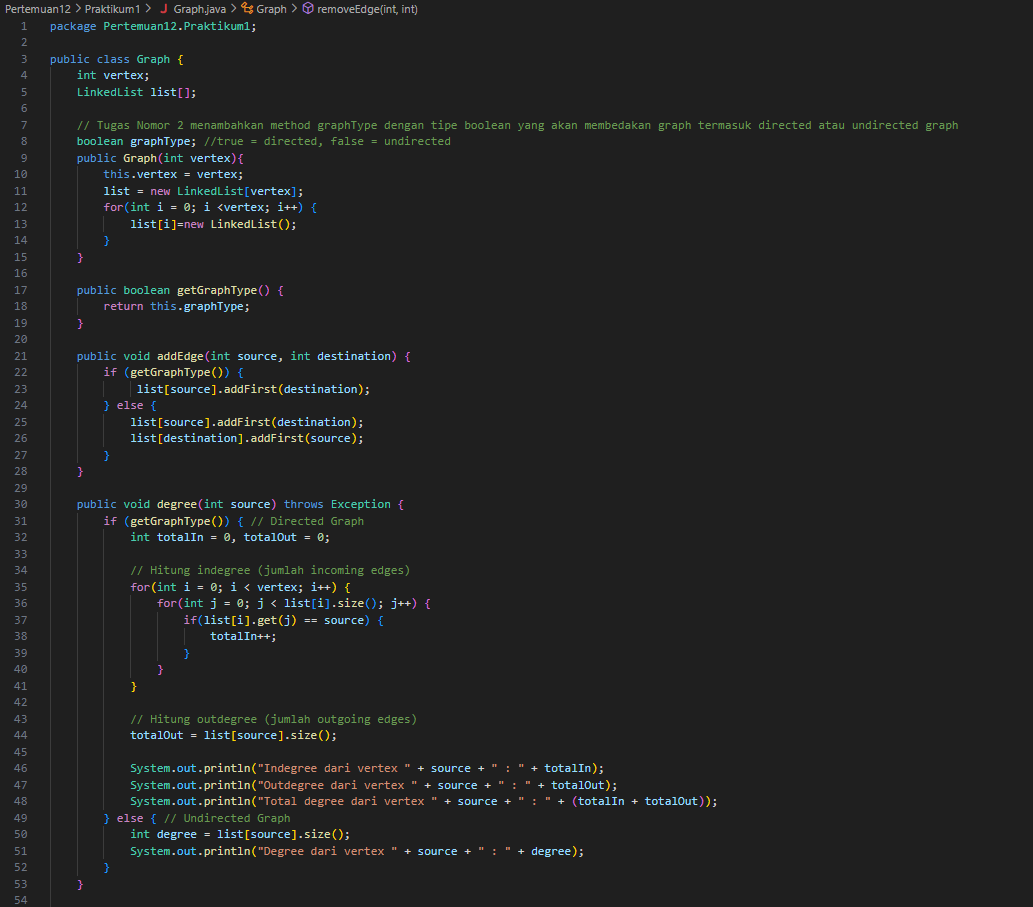 Pertemuan12 > Praktikum1 > J Graph.java > Graph > removeEdge(int, int)
1 package Pertemuan12.Praktikum1;
2
3 public class Graph {
4 int vertex;
5 LinkedList list[];
6
7 // Tugas Nomor 2 menambahkan method graphType dengan tipe boolean yang akan membedakan graph termasuk directed atau undirected graph
8 boolean graphType; //true = directed, false = undirected
9 public Graph(int vertex){
10 this.vertex = vertex;
11 list = new LinkedList[vertex];
12 for(int i = 0; i <vertex; i++) {
13 list[i]=new LinkedList();
14 }
15 }
16
17 public boolean getGraphType() {
18 return this.graphType;
19 }
20
21 public void addEdge(int source, int destination) {
22 if (getGraphType()) {
23 list[source].addFirst(destination);
24 } else {
25 list[source].addFirst(destination);
26 list[destination].addFirst(source);
27 }
28 }
29
30 public void degree(int source) throws Exception {
31 if (getGraphType()) { // Directed Graph
32 int totalIn = 0, totalOut = 0;
33
34 // Hitung indegree (jumlah incoming edges)
35 for(int i = 0; i < vertex; i++) {
36 for(int j = 0; j < list[i].size(); j++) {
37 if(list[i].get(j) == source) {
38 totalIn++;
39 }
40 }
41 }
42
43 // Hitung outdegree (jumlah outgoing edges)
44 totalOut = list[source].size();
45
46 System.out.println("Indegree dari vertex " + source + " : " + totalIn);
47 System.out.println("Outdegree dari vertex " + source + " : " + totalOut);
48 System.out.println("Total degree dari vertex " + source + " : " + (totalIn + totalOut));
49 } else { // Undirected Graph
50 int degree = list[source].size();
51 System.out.println("Degree dari vertex " + source + " : " + degree);
52 }
53 }
54